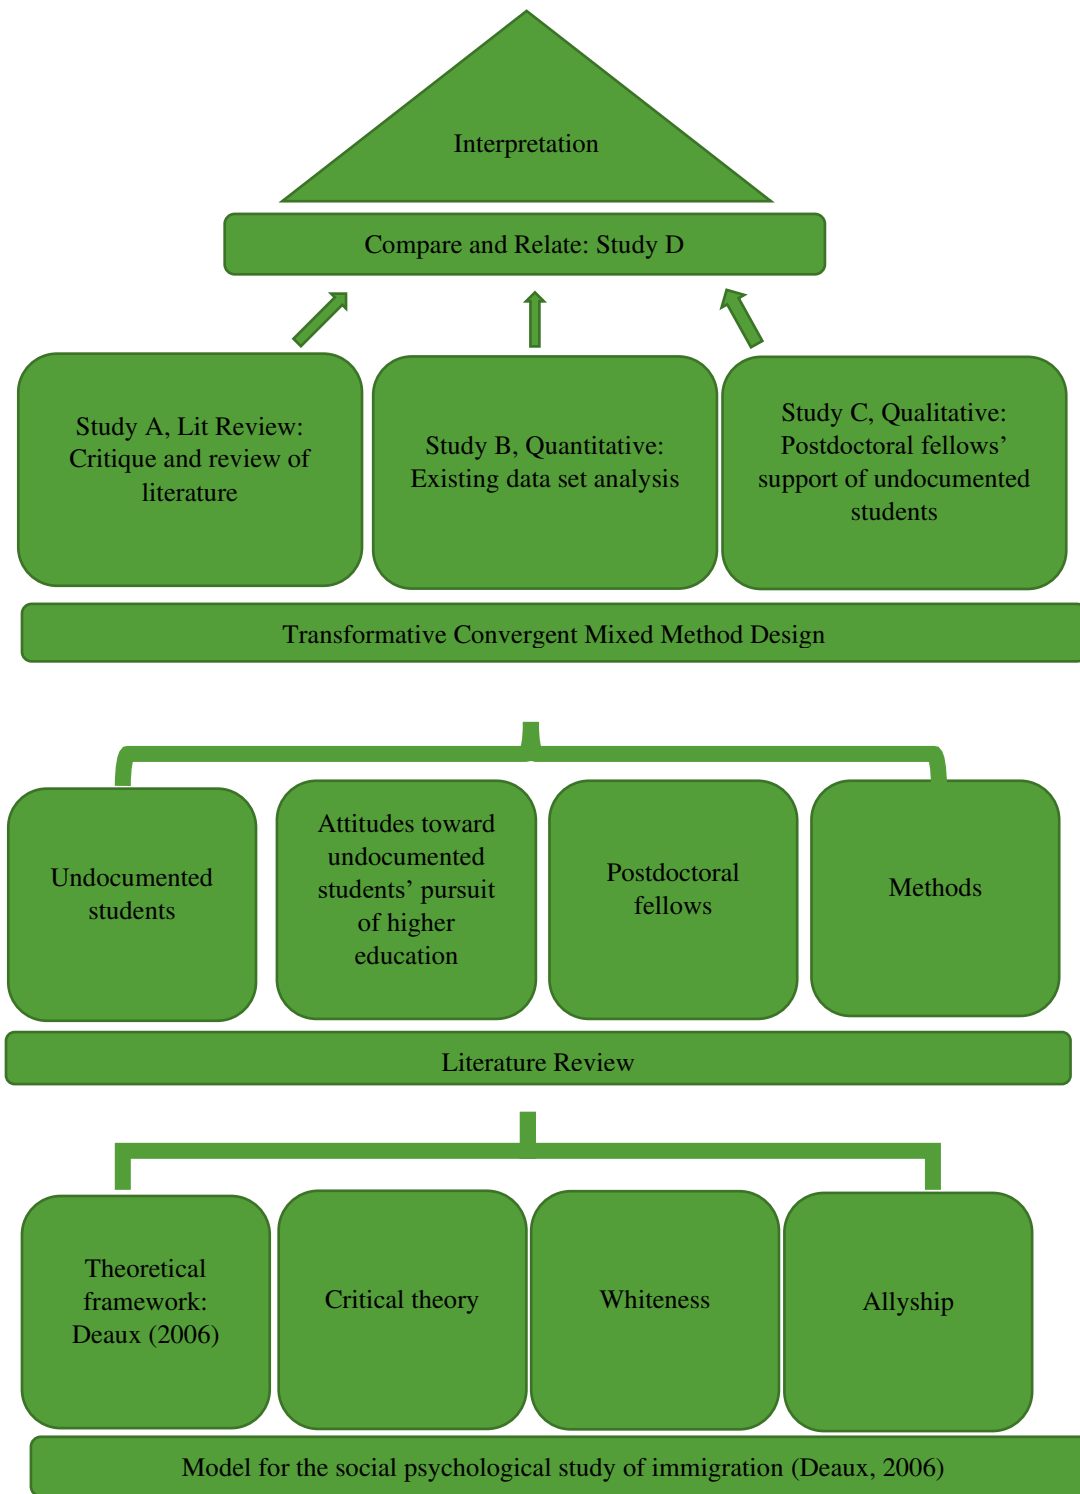 Interpretation
Compare and Relate: Study D
Study A, Lit Review:
Critique and review of
literature
Study B, Quantitative:
Existing data set analysis
Study C, Qualitative:
Postdoctoral fellows’
support of undocumented
students
Transformative Convergent Mixed Method Design
Undocumented
students
Attitudes toward
undocumented
students’ pursuit
of higher
education
Postdoctoral
fellows
Methods
Literature Review
Theoretical
framework:
Deaux (2006)
Critical theory
Whiteness
Allyship
Model for the social psychological study of immigration (Deaux, 2006)